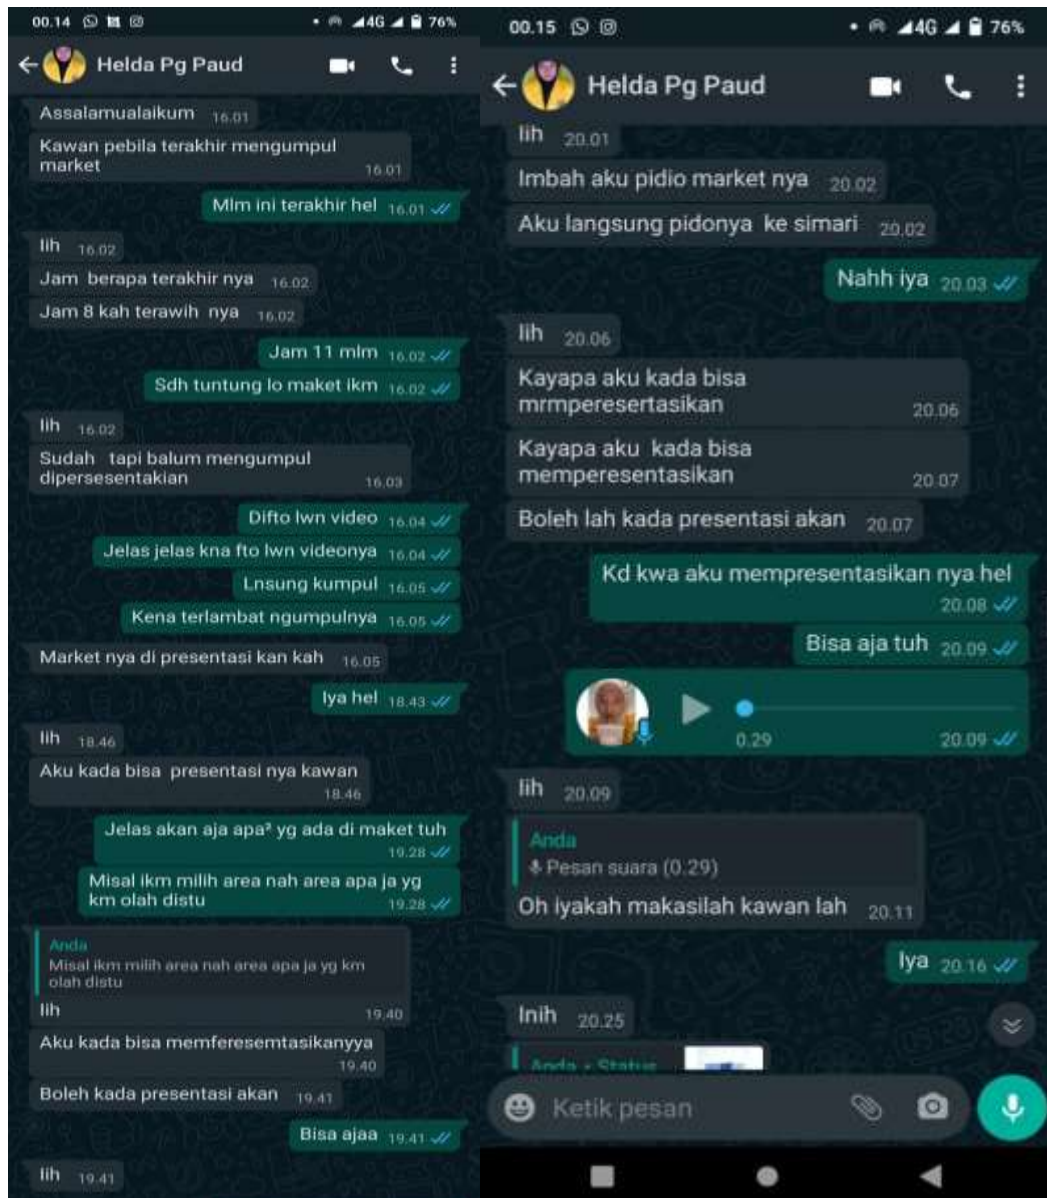 00.14
4G 76%
Helda Pg Paud
Assalamualaikum 16.01
Kawan pebila terakhir mengumpul
market 16.01
Mlm ini terakhir hel 16.01
Iih 16.02
Jam berapa terakhir nya 16.02
Jam 8 kah terawih nya 16.02
Jam 11 mlm 16.02
Sdh tuntung lo maket ikm 16.02
Iih 16.02
Sudah tapi balum mengumpul
dipersesentakian 16.03
Difto lwn video 16.04
Jelas jelas kna fto lwn videonya 16.04
Lnsung kumpul 16.05
Kena terlambat ngumpulnya 16.05
Market nya di presentasi kan kah 16.05
Iya hel 18.43
Iih 18.46
Aku kada bisa presentasi nya kawan
18.46
Jelas akan aja apa² yg ada di maket tuh
19.28
Misal ikm milih area nah area apa ja yg
km olah distu 19.28
Anda
Misal ikm milih area nah area apa ja yg km
olah distu
Iih 19.40
Aku kada bisa memferesemtasikanyya
19.40
Boleh kada presentasi akan 19.41
Bisa ajaa 19.41
Iih 19.41
00.15
4G 76%
Helda Pg Paud
Iih 20.01
Imbah aku pidio market nya 20.02
Aku langsung pidonya ke simari 20.02
Nahh iya 20.03
Iih 20.06
Kayapa aku kada bisa
mrmperesertasikan 20.06
Kayapa aku kada bisa
memperesentasikan 20.07
Boleh lah kada presentasi akan 20.07
Kd kwa aku mempresentasikan nya hel
20.08
Bisa aja tuh 20.09
0.29 20.09
Iih 20.09
Anda
Pesan suara (0.29)
Oh iyakah makasilah kawan lah 20.11
Iya 20.16
Inih 20.25
Anda • Status
Ketik pesan